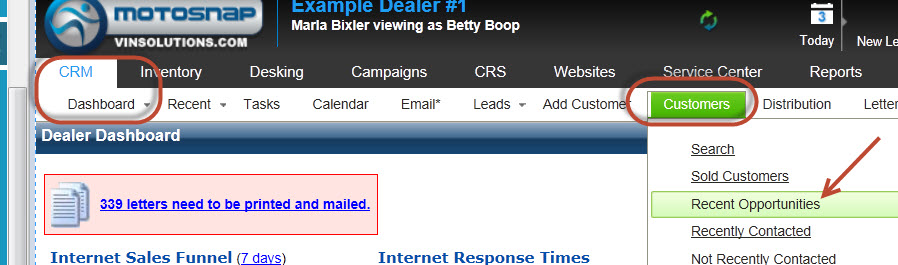 Example Dealer #1
MOTOSNAP
VINSOLUTIONS.COM
Marla Bixler viewing as Betty Boop
3
Today
New Le
CRM Inventory Desking Campaigns CRS Websites Service Center Reports
Dashboard Recent Tasks Calendar Email* Leads Add Customer Customers Distribution Letter
Dealer Dashboard
Search
Sold Customers
339 letters need to be printed and mailed.
Recent Opportunities
Recently Contacted
Internet Sales Funnel (7 days) Internet Response Times
Not Recently Contacted